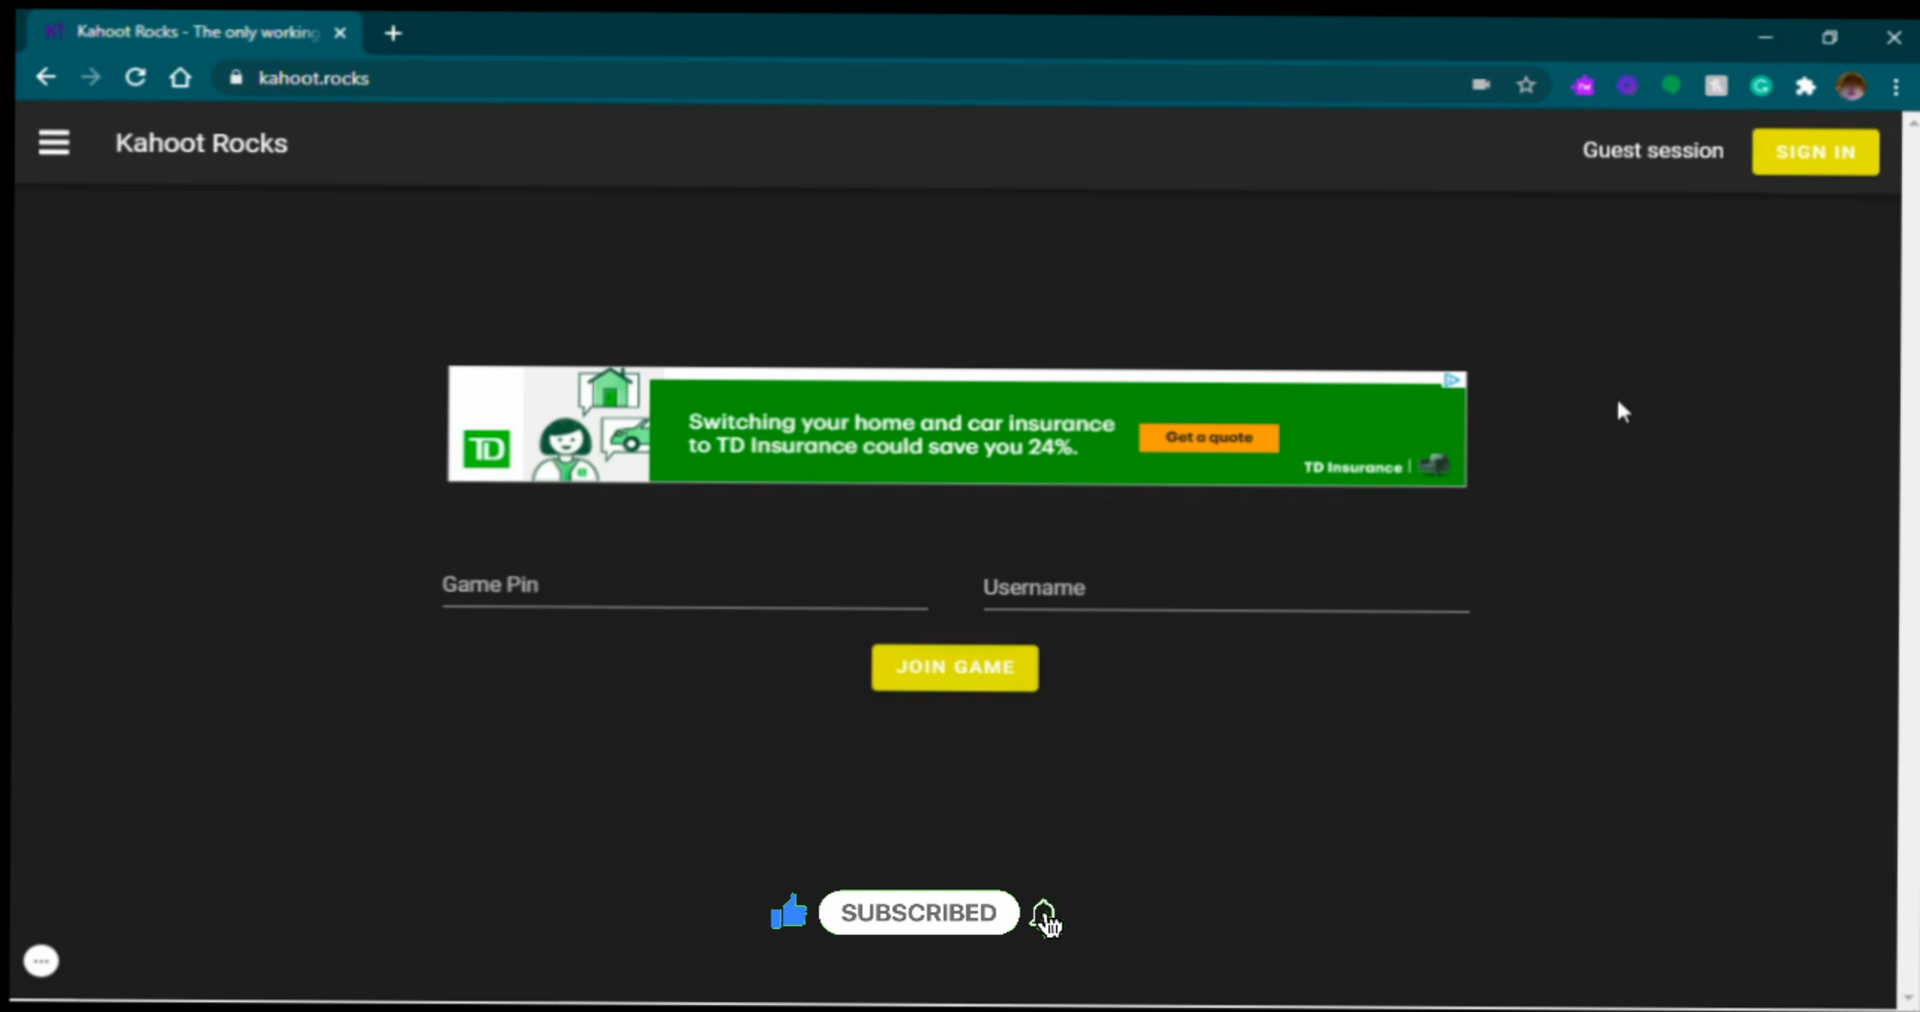 Kahoot Rocks - The only working
kahoot.rocks
Kahoot Rocks
Guest session
SIGN IN
TD
Switching your home and car insurance
to TD Insurance could save you 24%.
Get a quote
TD Insurance
Game Pin
Username
JOIN GAME
SUBSCRIBED